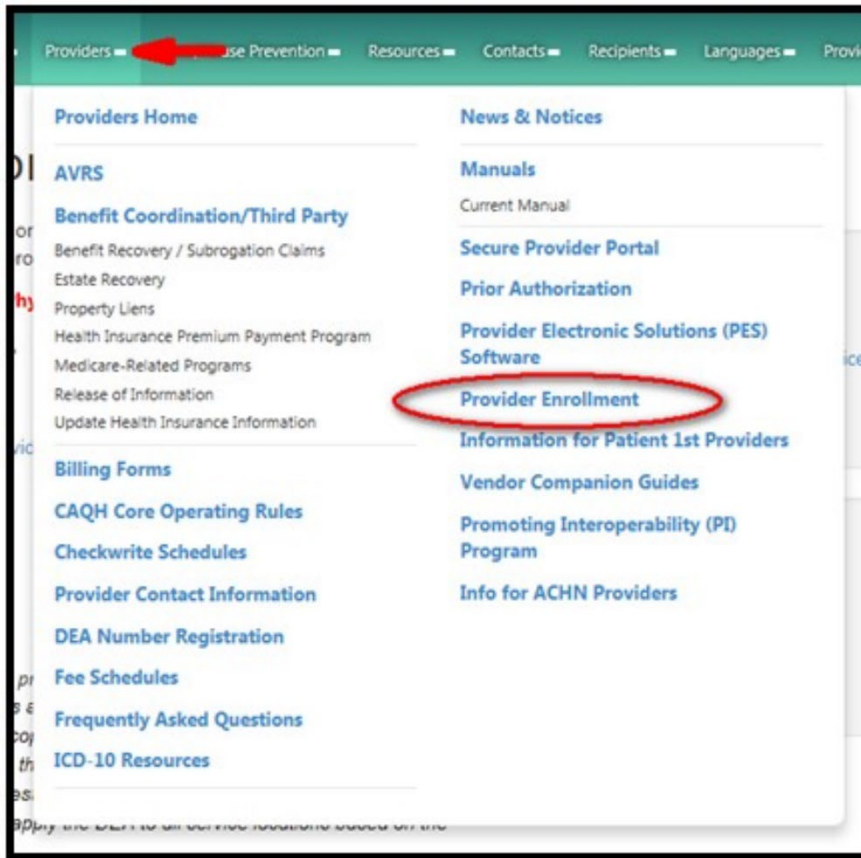 Providers
use Prevention
Resources
Contacts
Recipients
Languages
Provi
Providers Home
AVRS
Benefit Coordination/Third Party
Benefit Recovery / Subrogation Claims
Estate Recovery
Property Liens
Health Insurance Premium Payment Program
Medicare-Related Programs
Release of Information
Update Health Insurance Information
Billing Forms
CAQH Core Operating Rules
Checkwrite Schedules
Provider Contact Information
DEA Number Registration
Fee Schedules
Frequently Asked Questions
ICD-10 Resources
News & Notices
Manuals
Current Manual
Secure Provider Portal
Prior Authorization
Provider Electronic Solutions (PES)
Software
Provider Enrollment
Information for Patient 1st Providers
Vendor Companion Guides
Promoting Interoperability (PI)
Program
Info for ACHN Providers